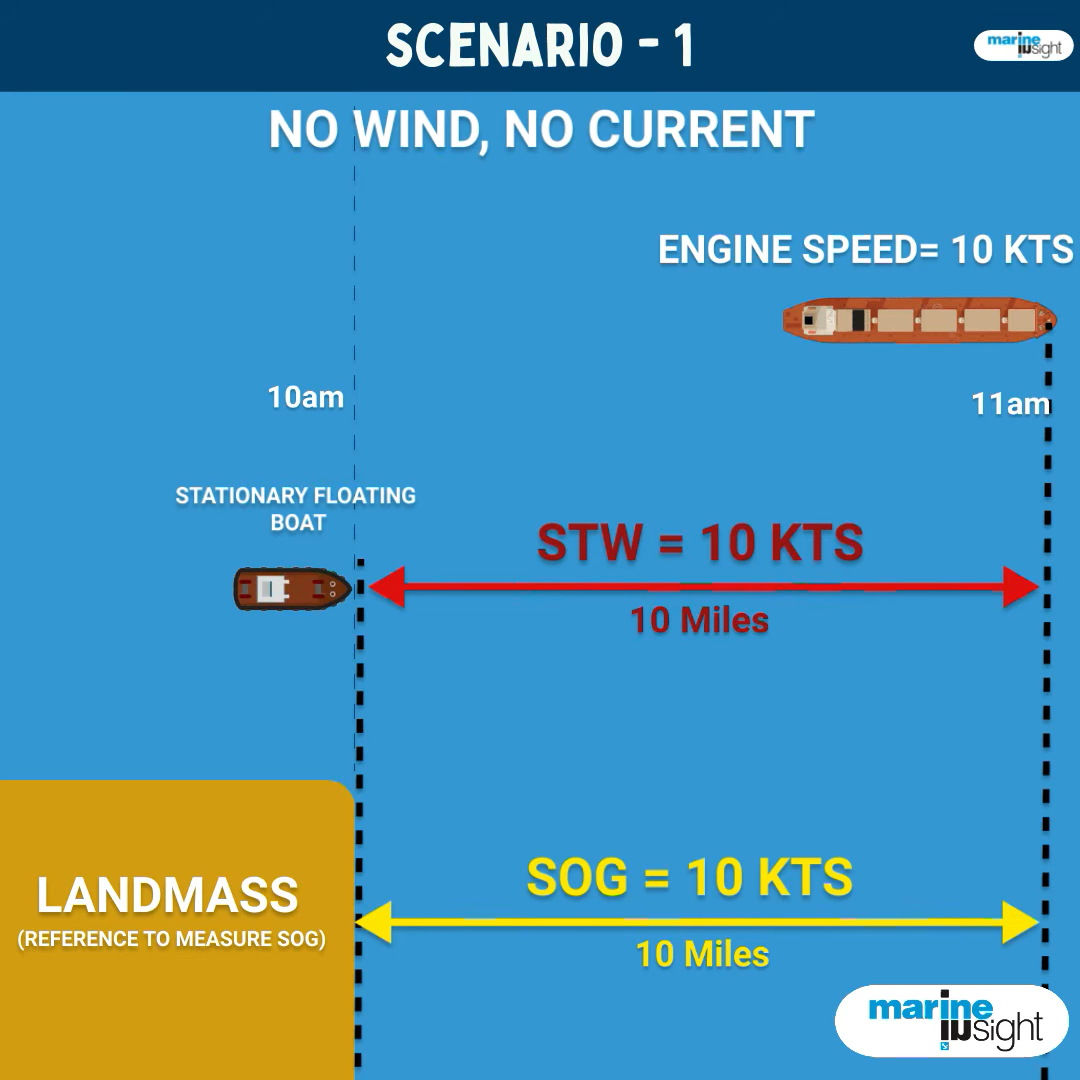 SCENARIO - 1
marine insight
NO WIND, NO CURRENT
ENGINE SPEED= 10 KTS
10am
11am
STATIONARY FLOATING
BOAT
STW = 10 KTS
10 Miles
SOG = 10 KTS
10 Miles
LANDMASS
(REFERENCE TO MEASURE SOG)
marine insight